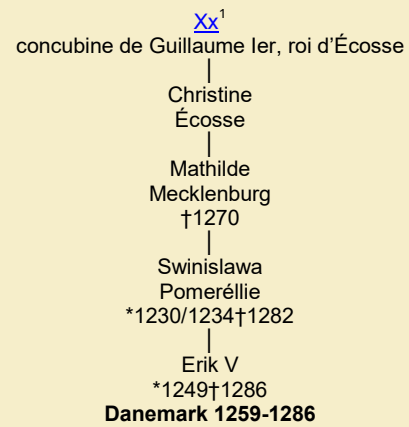 Xx¹
concubine de Guillaume Ier, roi d’Écosse
|
Christine
Écosse
|
Mathilde
Mecklenburg
†1270
|
Swinislawa
Poméréllie
*1230/1234†1282
|
Erik V
*1249†1286
Danemark 1259-1286